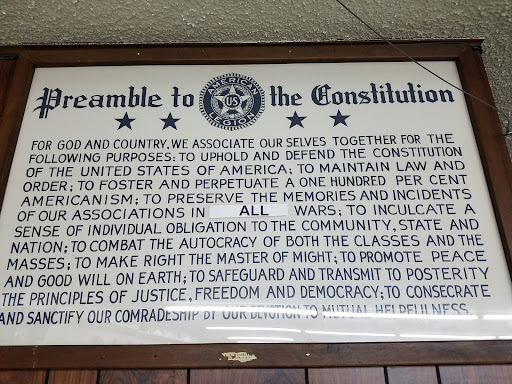 Preamble to the Constitution
AMERICAN
US
LEGION
FOR GOD AND COUNTRY, WE ASSOCIATE OUR SELVES TOGETHER FOR THE
FOLLOWING PURPOSES: TO UPHOLD AND DEFEND THE CONSTITUTION
OF THE UNITED STATES OF AMERICA; TO MAINTAIN LAW AND
ORDER; TO FOSTER AND PERPETUATE A ONE HUNDRED PER CENT
AMERICANISM; TO PRESERVE THE MEMORIES AND INCIDENTS
OF OUR ASSOCIATIONS IN ALL WARS; TO INCULCATE A
SENSE OF INDIVIDUAL OBLIGATION TO THE COMMUNITY, STATE AND
NATION; TO COMBAT THE AUTOCRACY OF BOTH THE CLASSES AND THE
MASSES; TO MAKE RIGHT THE MASTER OF MIGHT; TO PROMOTE PEACE
AND GOOD WILL ON EARTH; TO SAFEGUARD AND TRANSMIT TO POSTERITY
THE PRINCIPLES OF JUSTICE, FREEDOM AND DEMOCRACY; TO CONSECRATE
AND SANCTIFY OUR COMRADESHIP BY OUR DEVOTION TO MUTUAL HELPFULNESS.